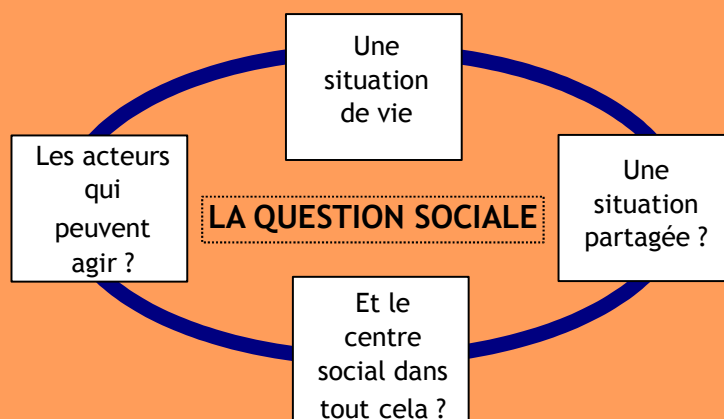 Une
situation
de vie
Les acteurs
qui
peuvent
agir ?
LA QUESTION SOCIALE
Une
situation
partagée ?
Et le
centre
social dans
tout cela ?